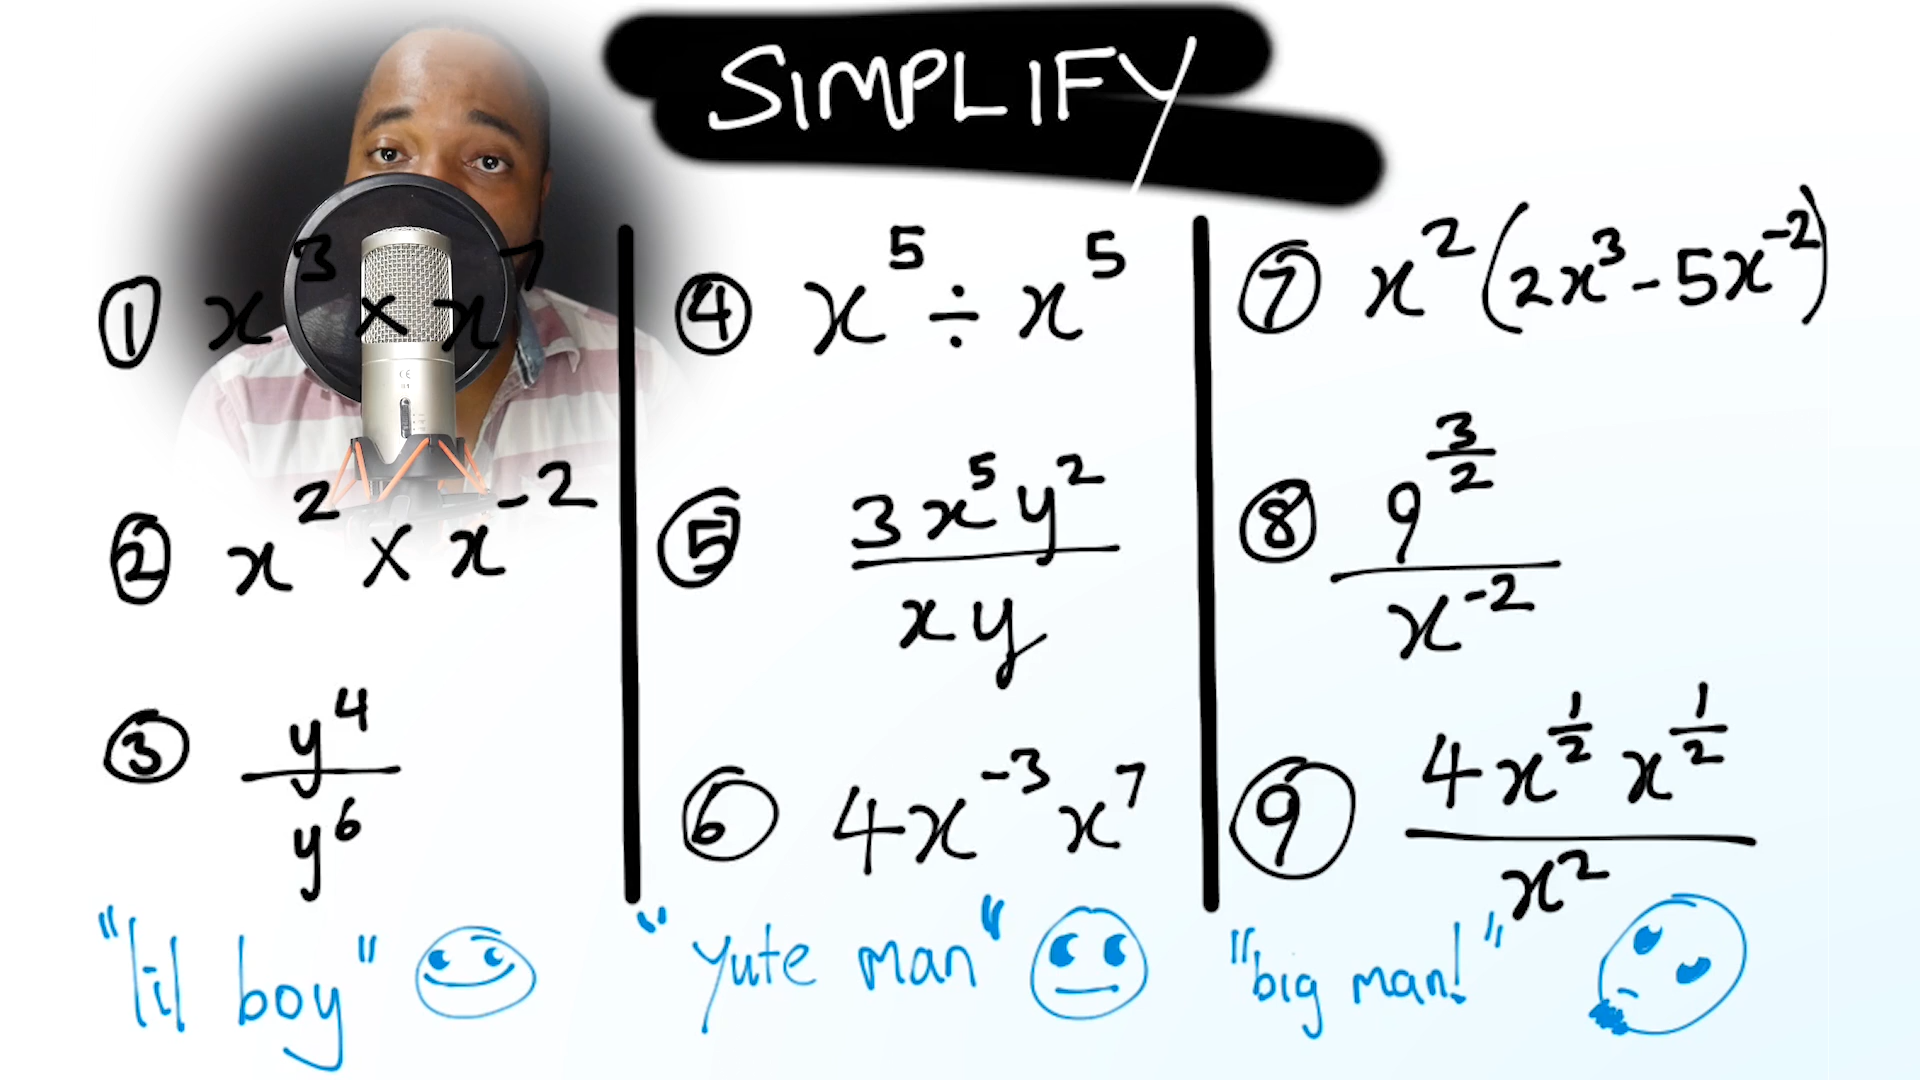 SIMPLIFY
① x³ × x⁷
② x² × x⁻²
③ y⁴/y⁶
"lil boy"
④ x⁵ ÷ x⁵
⑤ 3x⁵y²/xy
⑥ 4x⁻³x⁷
"yute man"
⑦ x²(2x³-5x⁻²)
⑧ 9^(3/2)/x⁻²
⑨ 4x^(1/2) x^(1/2)/x²
"big man!"